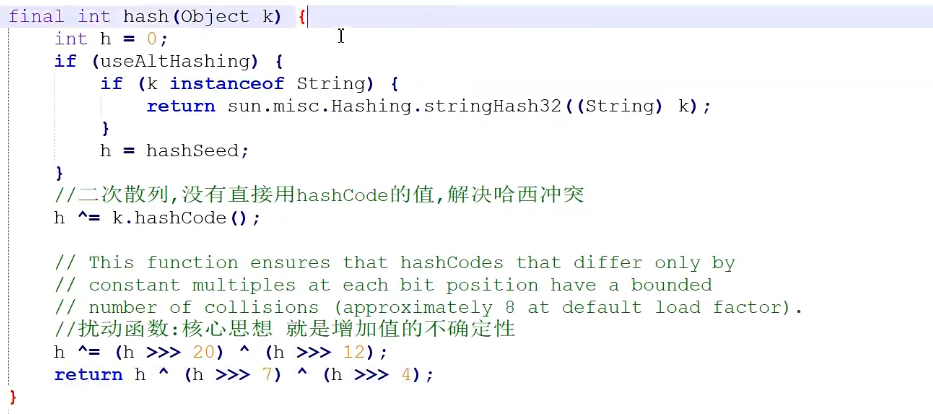 final int hash(Object k) {
    int h = 0;
    if (useAltHashing) {
        if (k instanceof String) {
            return sun.misc.Hashing.stringHash32((String) k);
        }
        h = hashSeed;
    }
    //二次散列,没有直接用hashCode的值,解决哈西冲突
    h ^= k.hashCode();

    // This function ensures that hashCodes that differ only by
    // constant multiples at each bit position have a bounded
    // number of collisions (approximately 8 at default load factor).
    //扰动函数:核心思想 就是增加值的不确定性
    h ^= (h >>> 20) ^ (h >>> 12);
    return h ^ (h >>> 7) ^ (h >>> 4);
}